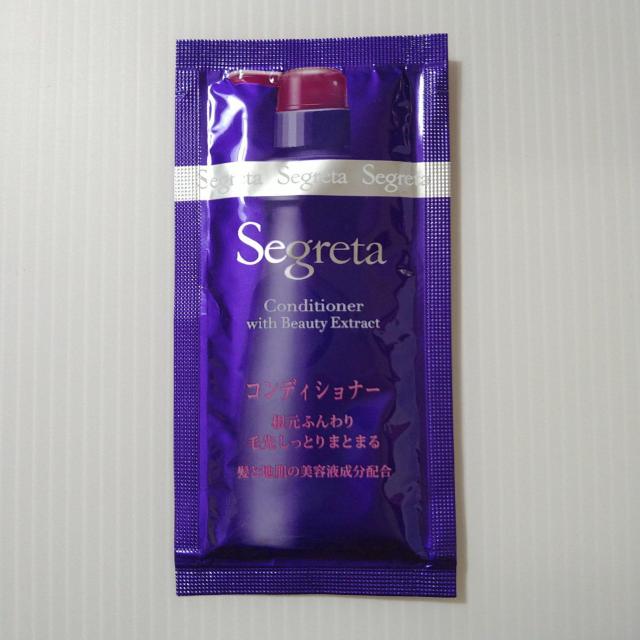 Segreta Segreta Segreta
Segreta
Conditioner
with Beauty Extract
コンディショナー
根元ふんわり
毛先しっとりまとまる
髪と地肌の美容液成分配合